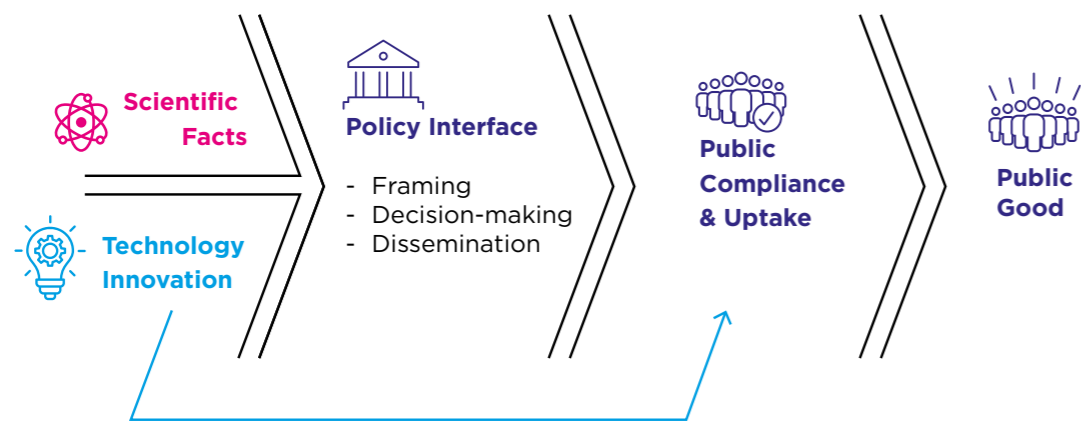 Scientific
Facts
Technology
Innovation
Policy Interface
- Framing
- Decision-making
- Dissemination
Public
Compliance
& Uptake
Public
Good